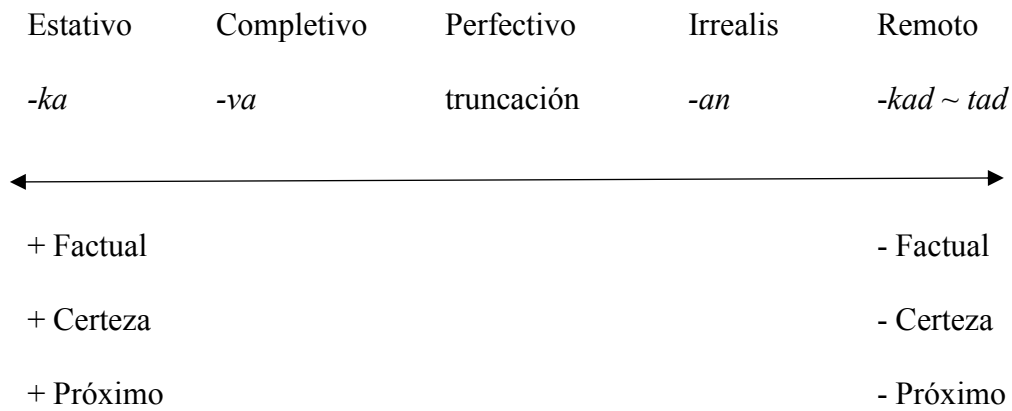 Estativo Completivo Perfectivo Irrealis Remoto
-ka -va truncación -an -kad ~ tad
+ Factual - Factual
+ Certeza - Certeza
+ Próximo - Próximo